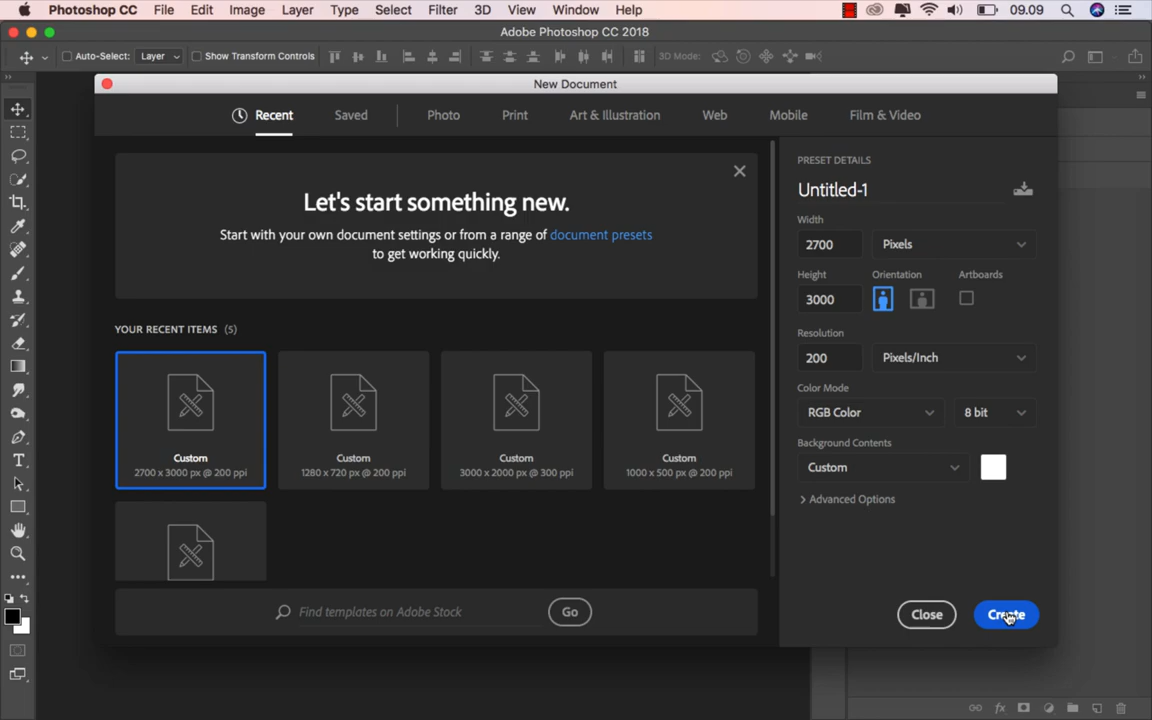 Photoshop CC File Edit Image Layer Type Select Filter 3D View Window Help 09.09
Adobe Photoshop CC 2018
Auto-Select: Layer Show Transform Controls 3D Mode:
New Document
Recent Saved Photo Print Art & Illustration Web Mobile Film & Video
Let's start something new.
Start with your own document settings or from a range of document presets
to get working quickly.
YOUR RECENT ITEMS (5)
Custom
2700 x 3000 px @ 200 ppi
Custom
1280 x 720 px @ 200 ppi
Custom
3000 x 2000 px @ 300 ppi
Custom
1000 x 500 px @ 200 ppi
Find templates on Adobe Stock Go
PRESET DETAILS
Untitled-1
Width
2700 Pixels
Height Orientation Artboards
3000
Resolution
200 Pixels/Inch
Color Mode
RGB Color 8 bit
Background Contents
Custom
Advanced Options
Close Create